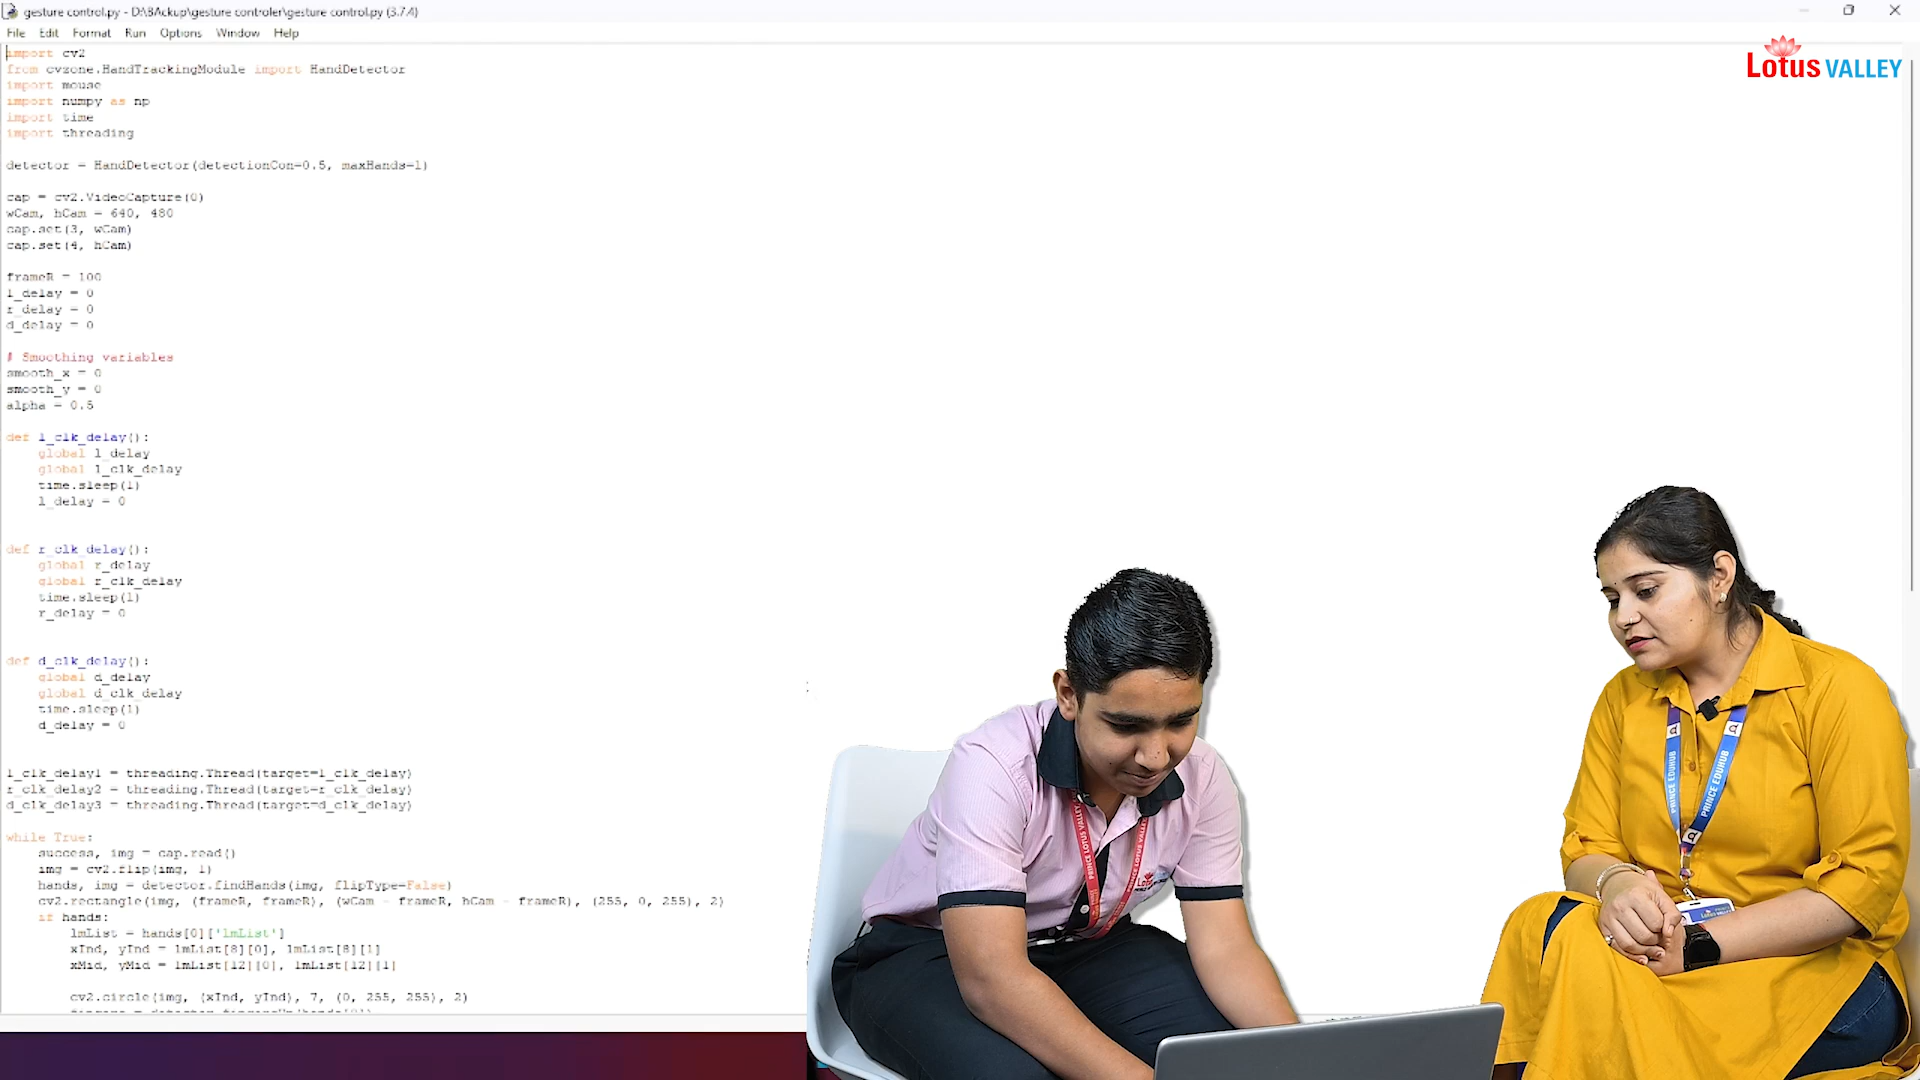 gesture control.py - D:\BAckup\gesture controler\gesture control.py (3.7.4)
File Edit Format Run Options Window Help
import cv2
from cvzone.HandTrackingModule import HandDetector
import mouse
import numpy as np
import time
import threading
detector = HandDetector(detectionCon=0.5, maxHands=1)
cap = cv2.VideoCapture(0)
wCam, hCam = 640, 480
cap.set(3, wCam)
cap.set(4, hCam)
frameR = 100
l_delay = 0
r_delay = 0
d_delay = 0
# Smoothing variables
smooth_x = 0
smooth_y = 0
alpha = 0.5
def l_clk_delay():
global l_delay
global l_clk_delay
time.sleep(1)
l_delay = 0
def r_clk_delay():
global r_delay
global r_clk_delay
time.sleep(1)
r_delay = 0
def d_clk_delay():
global d_delay
global d_clk_delay
time.sleep(1)
d_delay = 0
l_clk_delay1 = threading.Thread(target=l_clk_delay)
r_clk_delay2 = threading.Thread(target=r_clk_delay)
d_clk_delay3 = threading.Thread(target=d_clk_delay)
while True:
success, img = cap.read()
img = cv2.flip(img, 1)
hands, img = detector.findHands(img, flipType=False)
cv2.rectangle(img, (frameR, frameR), (wCam - frameR, hCam - frameR), (255, 0, 255), 2)
if hands:
lmList = hands[0]['lmList']
xInd, yInd = lmList[8][0], lmList[8][1]
xMid, yMid = lmList[12][0], lmList[12][1]
cv2.circle(img, (xInd, yInd), 7, (0, 255, 255), 2)
Lotus VALLEY
PRINCE LOTUS VALLEY
PRINCE LOTUS VALLEY
PRINCE EDUHUB
PRINCE EDUHUB